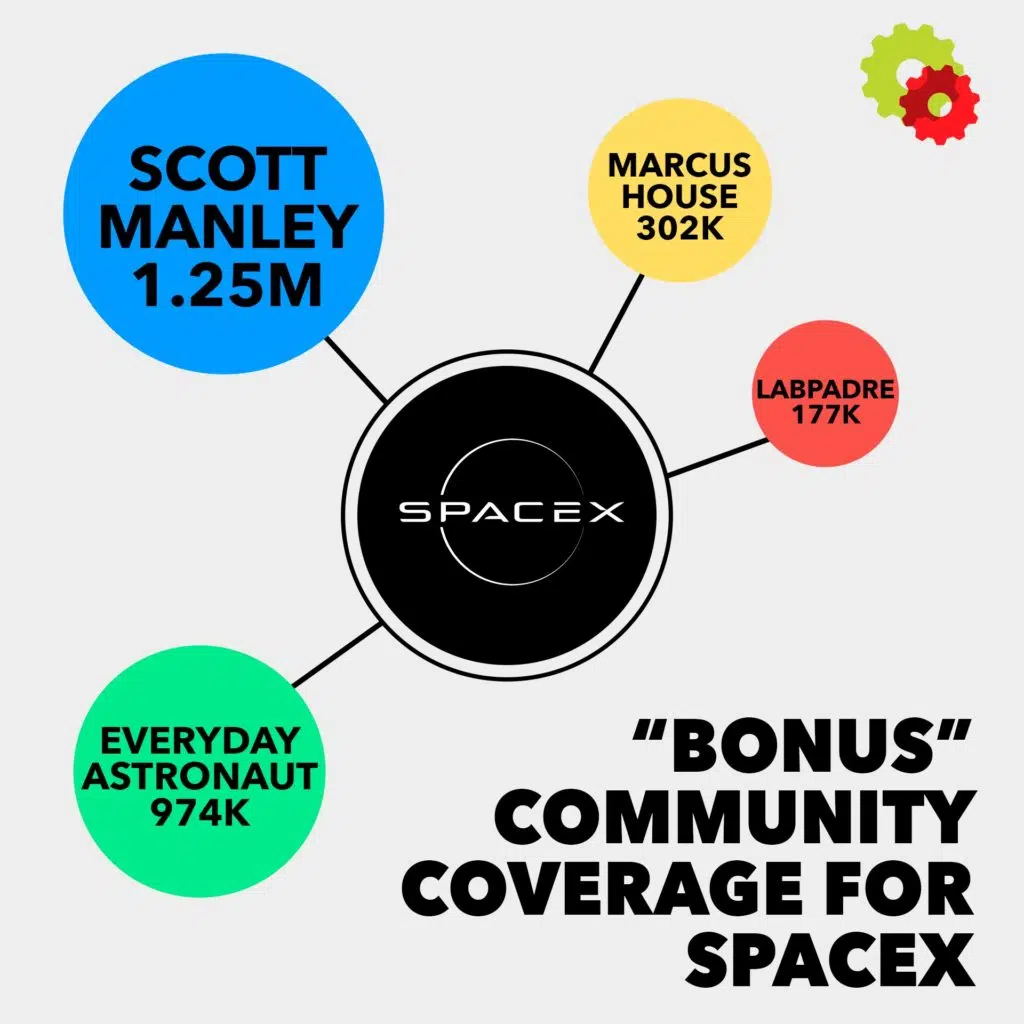 SCOTT
MANLEY
1.25M
MARCUS
HOUSE
302K
LABPADRE
177K
SPACEX
EVERYDAY
ASTRONAUT
974K
“BONUS”
COMMUNITY
COVERAGE FOR
SPACEX